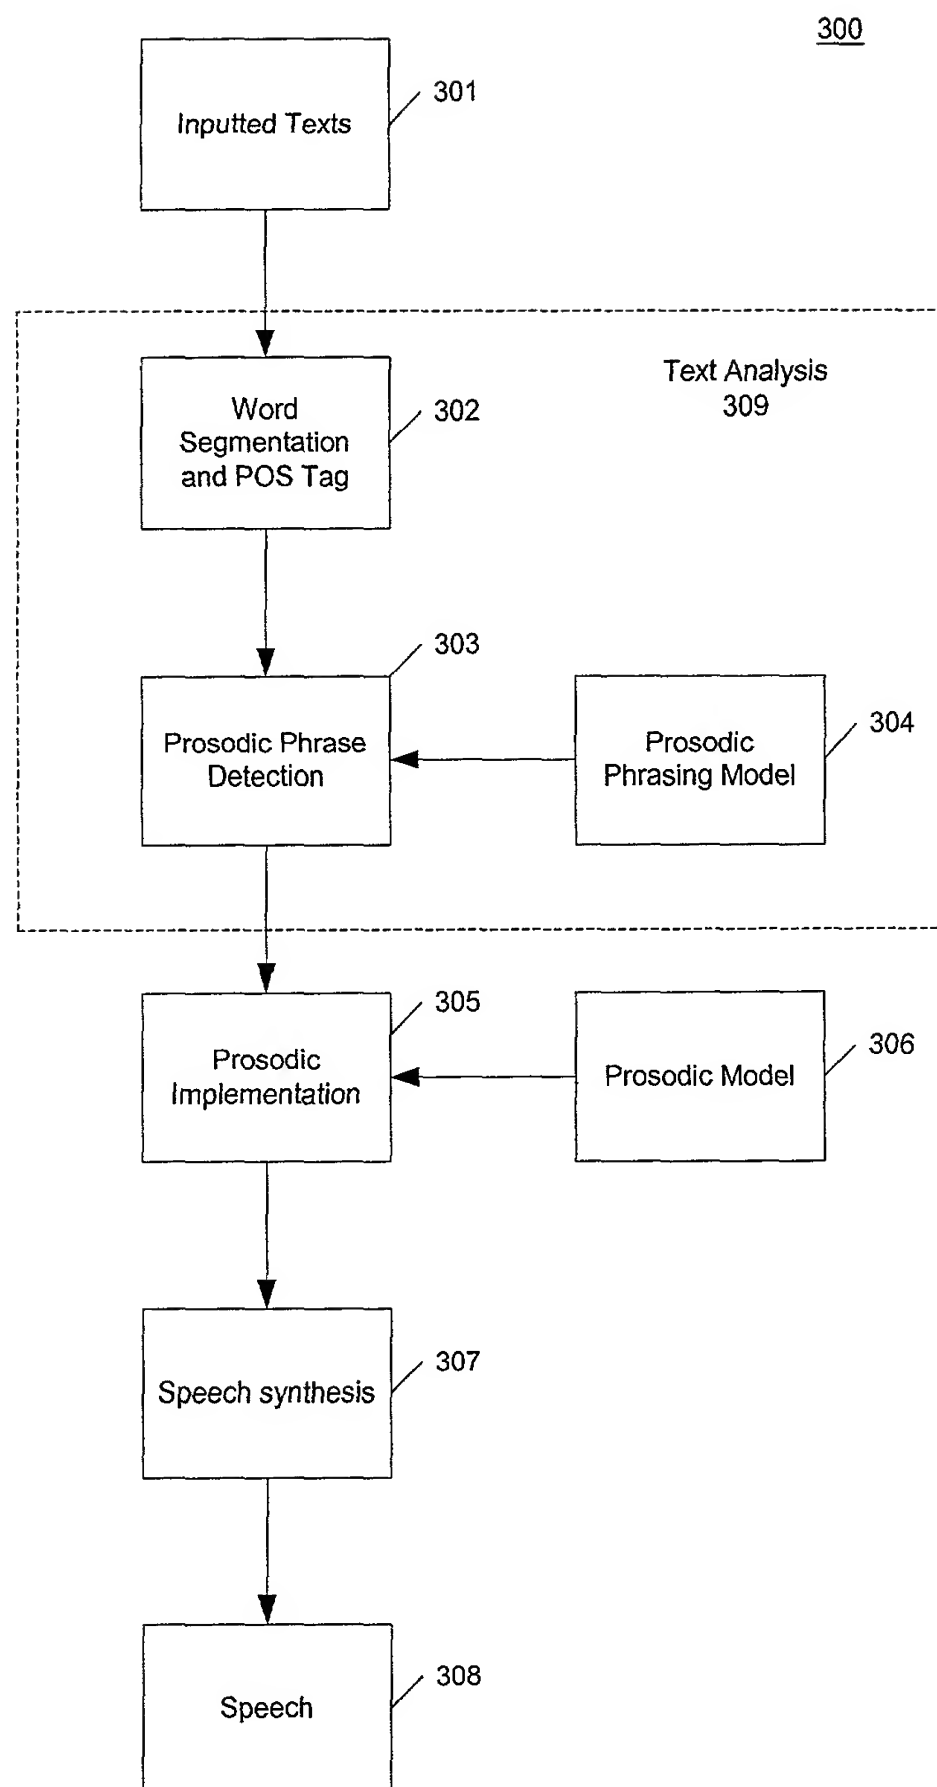 300
301
Inputted Texts
Text Analysis
309
302
Word
Segmentation
and POS Tag
303
Prosodic Phrase
Detection
304
Prosodic
Phrasing Model
305
Prosodic
Implementation
306
Prosodic Model
307
Speech synthesis
308
Speech